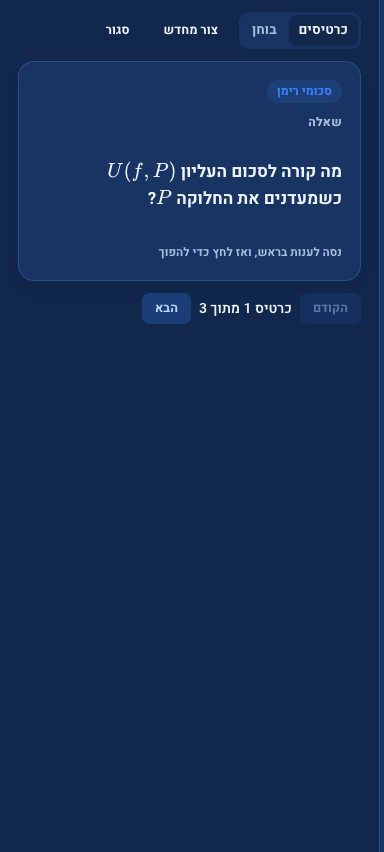 כרטיסים בוחן צור מחדש סגור
סכומי רימן
שאלה
מה קורה לסכום העליון U(f, P)
כשמעדנים את החלוקה P?
נסה לענות בראש, ואז לחץ כדי להפוך
הקודם כרטיס 1 מתוך 3 הבא